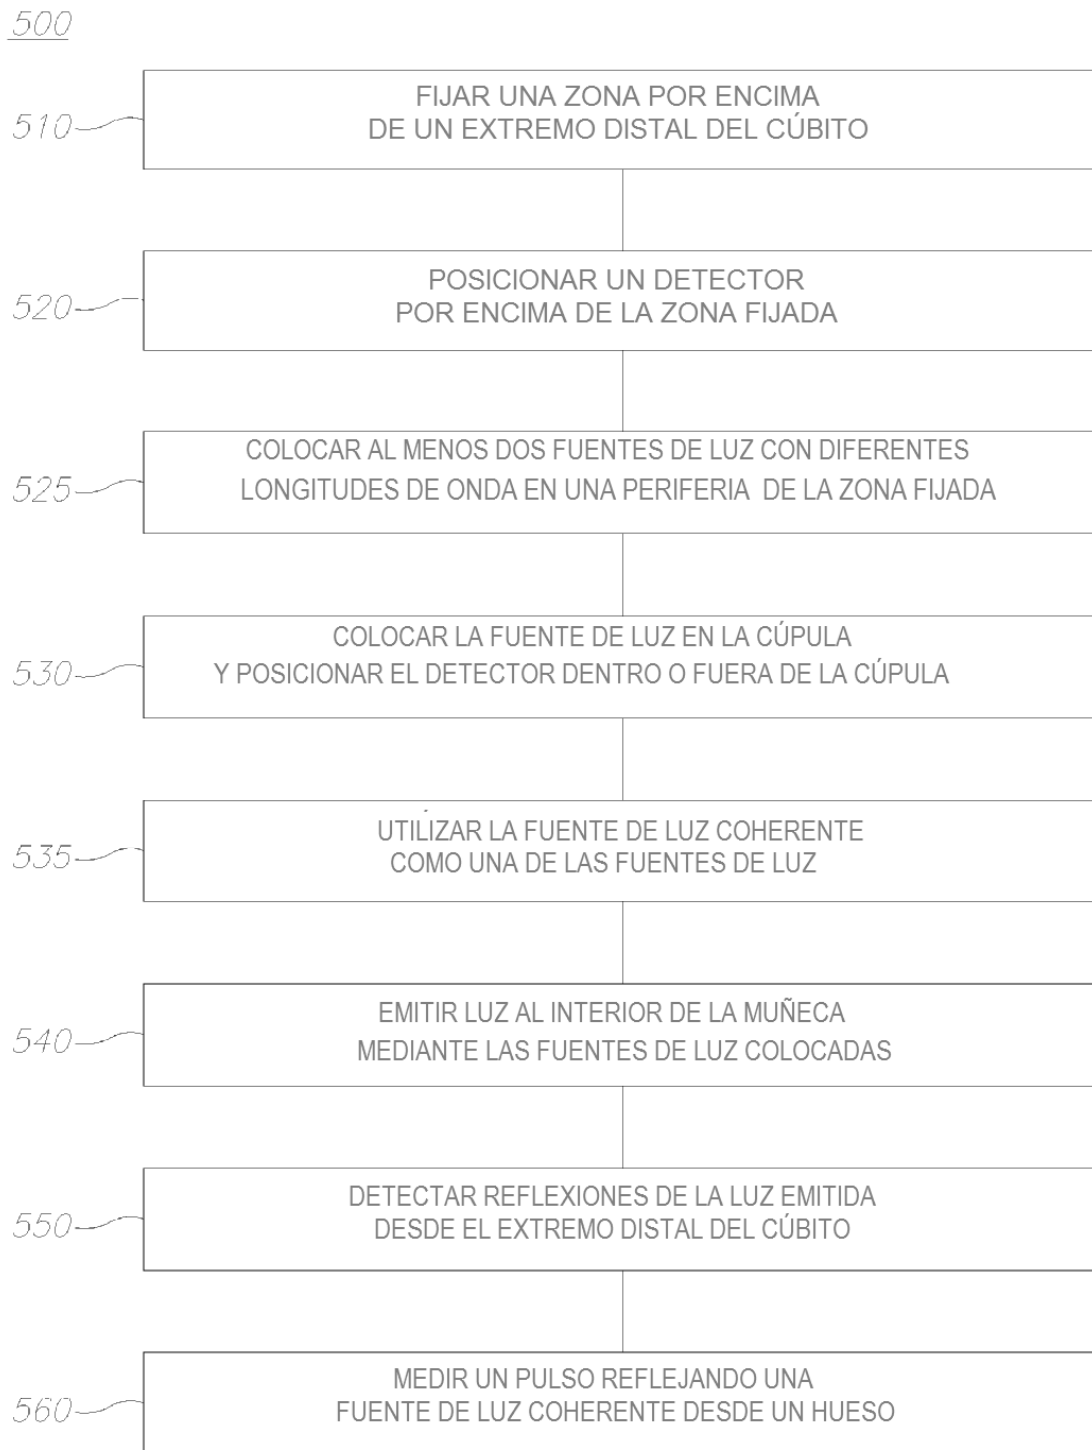 500
510
FIJAR UNA ZONA POR ENCIMA
DE UN EXTREMO DISTAL DEL CÚBITO
520
POSICIONAR UN DETECTOR
POR ENCIMA DE LA ZONA FIJADA
525
COLOCAR AL MENOS DOS FUENTES DE LUZ CON DIFERENTES
LONGITUDES DE ONDA EN UNA PERIFERIA DE LA ZONA FIJADA
530
COLOCAR LA FUENTE DE LUZ EN LA CÚPULA
Y POSICIONAR EL DETECTOR DENTRO O FUERA DE LA CÚPULA
535
UTILIZAR LA FUENTE DE LUZ COHERENTE
COMO UNA DE LAS FUENTES DE LUZ
540
EMITIR LUZ AL INTERIOR DE LA MUÑECA
MEDIANTE LAS FUENTES DE LUZ COLOCADAS
550
DETECTAR REFLEXIONES DE LA LUZ EMITIDA
DESDE EL EXTREMO DISTAL DEL CÚBITO
560
MEDIR UN PULSO REFLEJANDO UNA
FUENTE DE LUZ COHERENTE DESDE UN HUESO